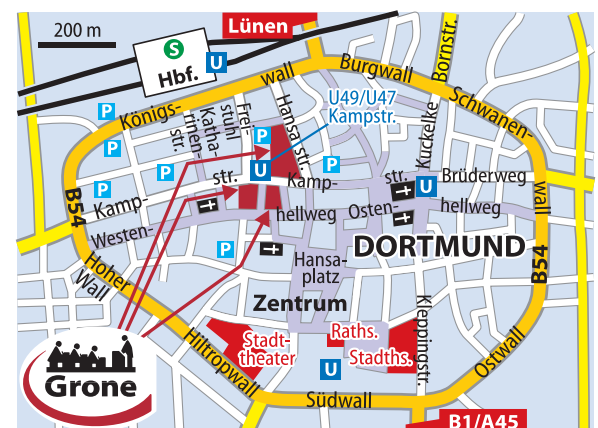 200 m
Lünen
S
Hbf.
U
Bornstr.
Königs-
wall
Burgwall
Schwanen-
wall
P
P
P
P
P
P
P
P
Katha-
rinen-
str.
Frei-
stuhl
Hansastr.
U49/U47
Kampstr.
U
Kuckelke
Brüderweg
U
Kamp-
str.
Kamp-
str.
Westen-
hellweg
Osten-
hellweg
B54
B54
Hoher
Wall
Hansa-
platz
DORTMUND
Zentrum
Stadt-
theater
Raths.
Stadths.
Kleppingstr.
U
Hiltropwall
Südwall
Ostwall
B1/A45
Grone